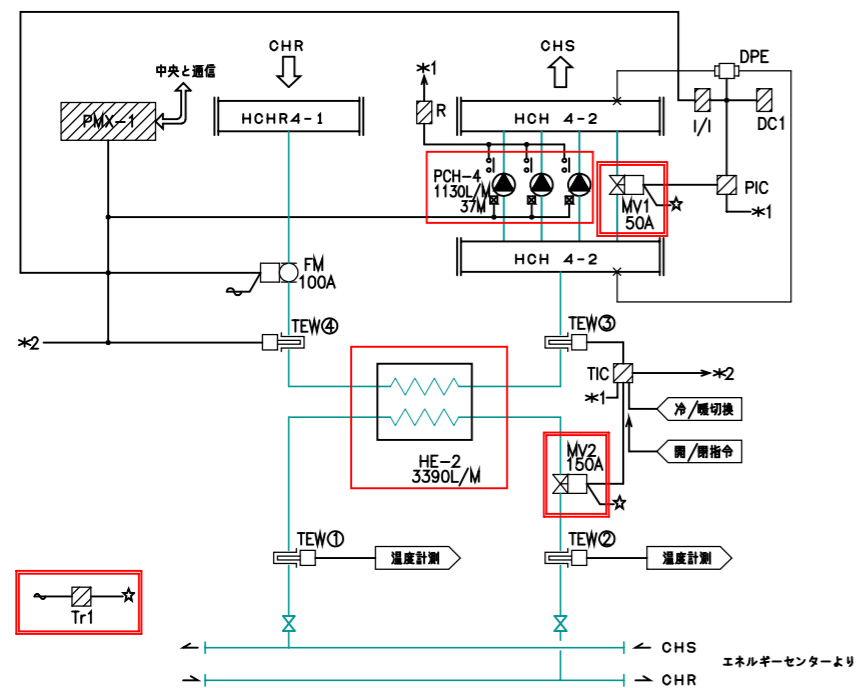 CHR
CHS
中央と通信
PMX-1
HCHR4-1
*1
R
HCH 4-2
DPE
I/I
DC1
PCH-4
1130L/M
37M
MV1
50A
PIC
*1
HCH 4-2
FM
100A
TEW④
TEW③
*2
TIC
*2
*1
冷/暖切換
開/閉指令
HE-2
3390L/M
MV2
150A
TEW①
温度計測
TEW②
温度計測
Tr1
CHS
エネルギーセンターより
CHR